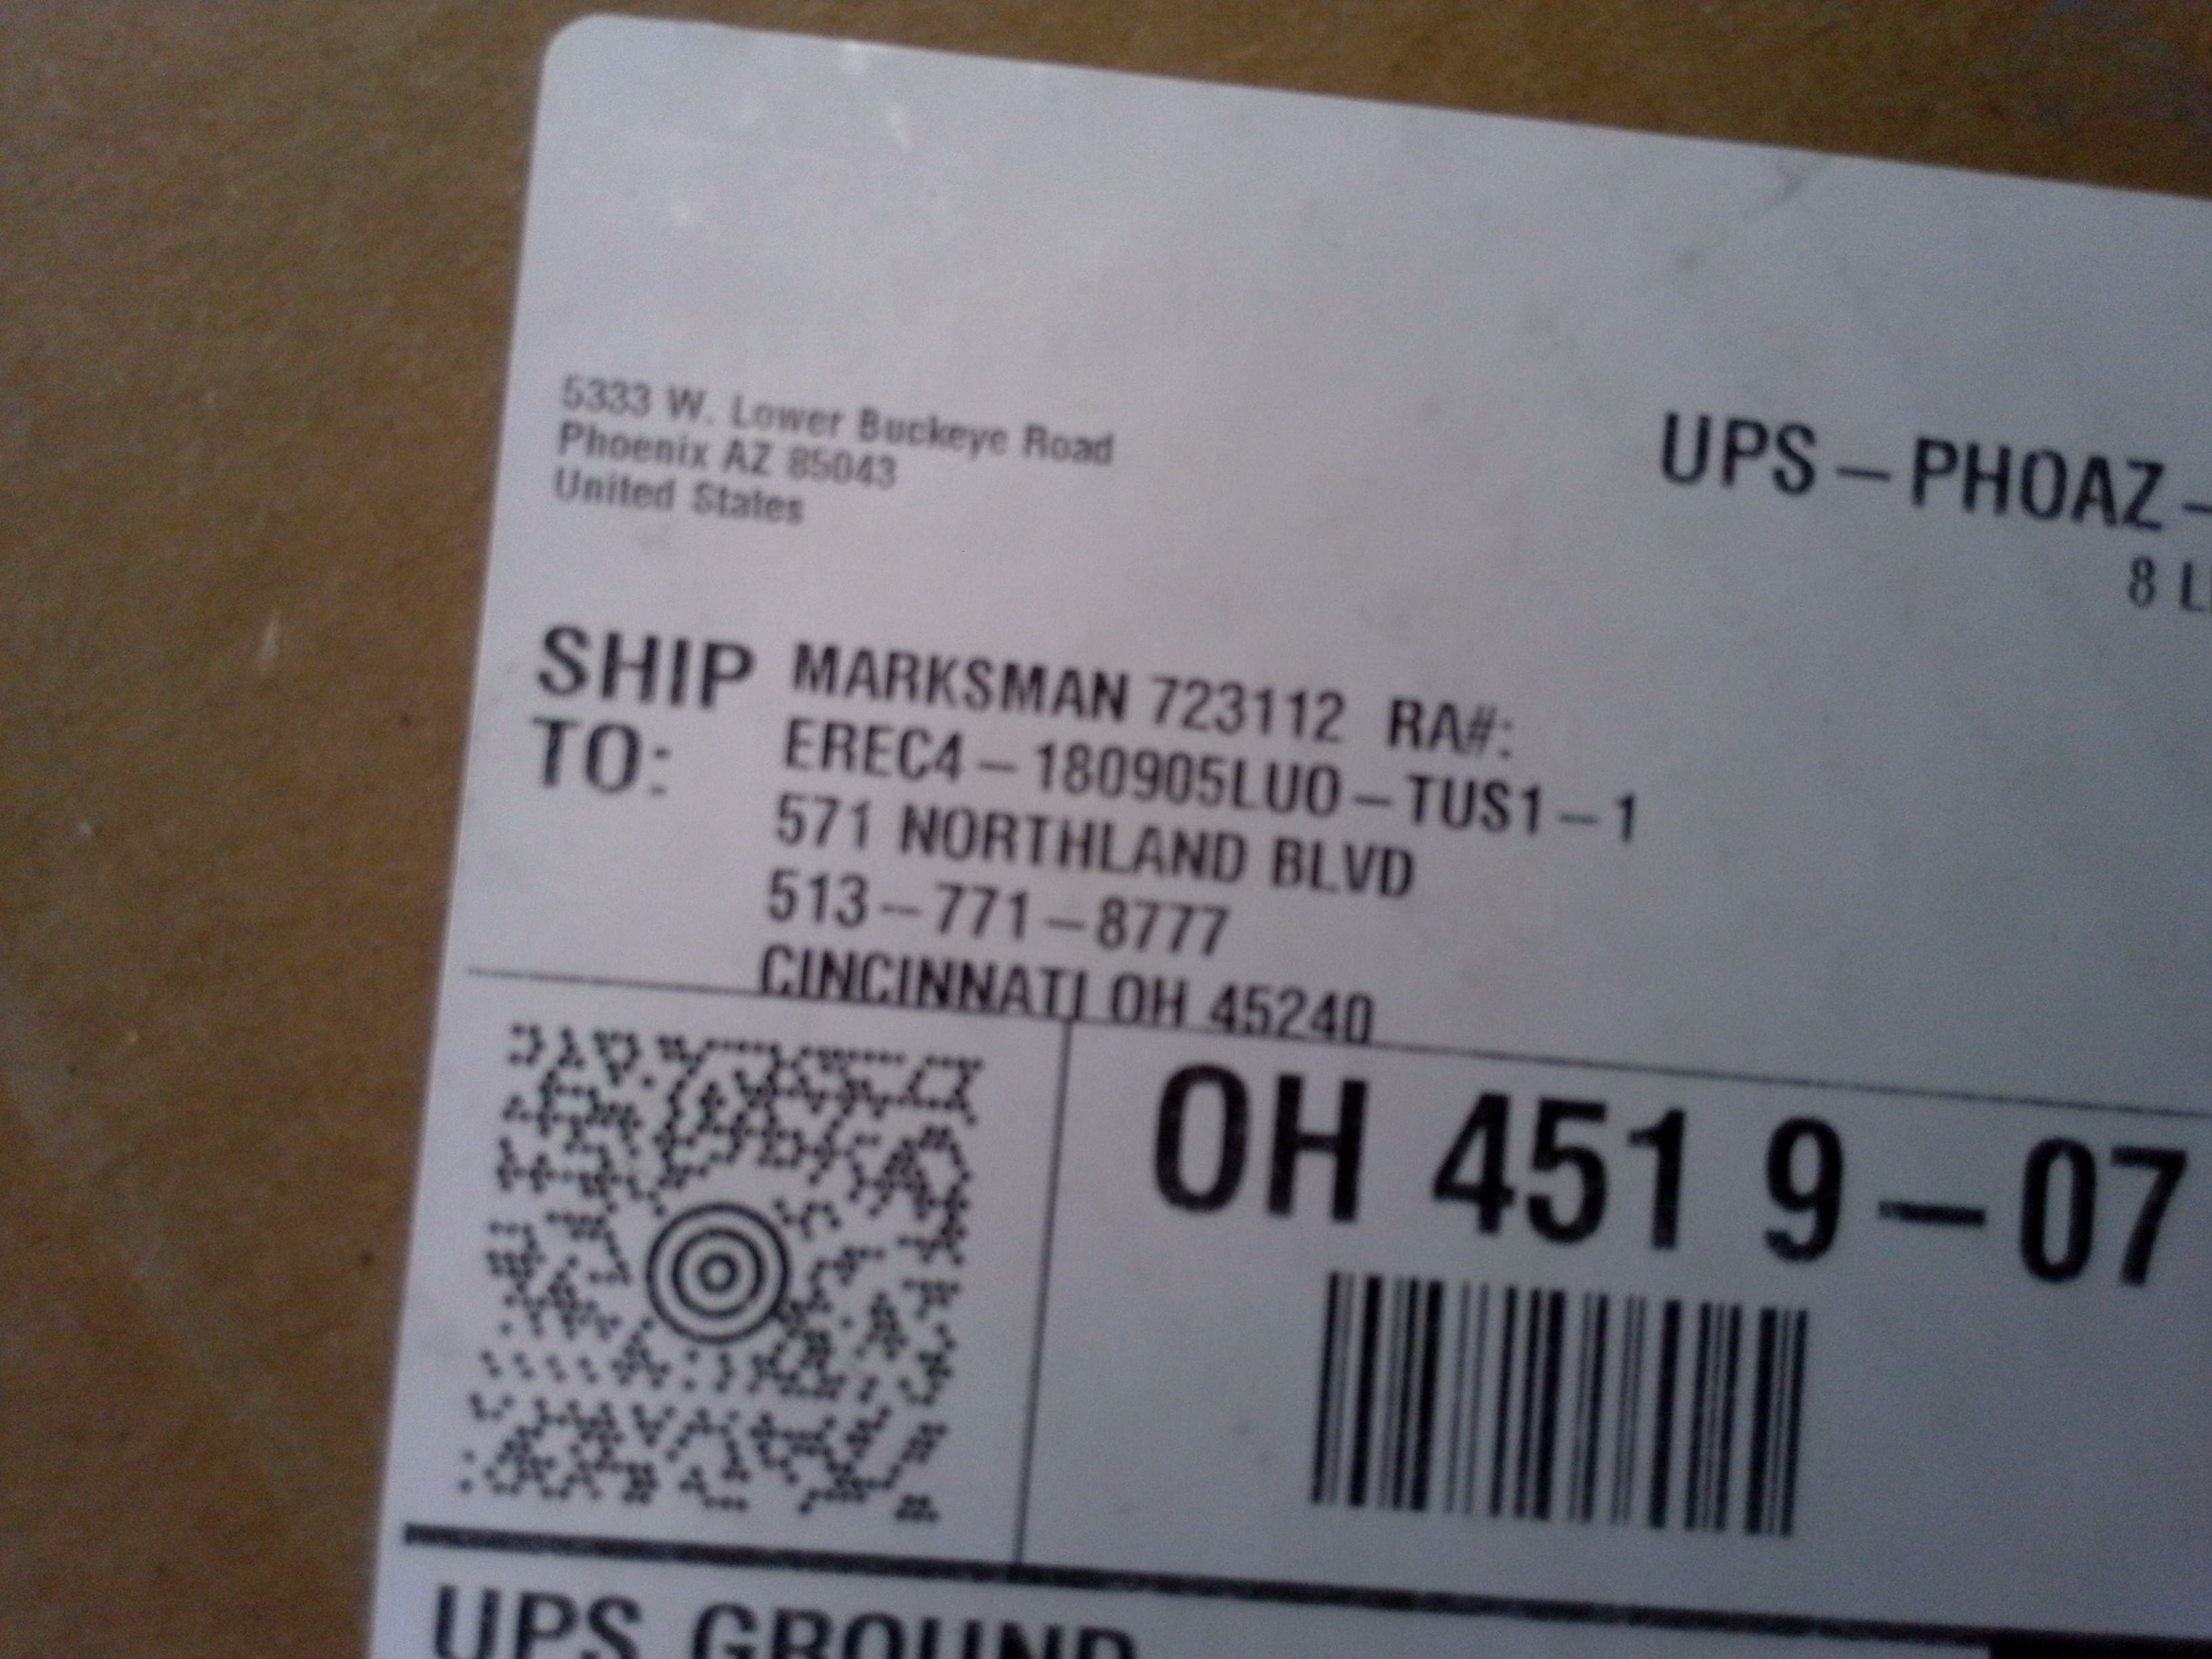 5333 W. Lower Buckeye Road
Phoenix AZ 85043
United States
UPS-PHOAZ-
8 L
SHIP TO:
MARKSMAN 723112 RA#:
EREC4-180905LUO-TUS1-1
571 NORTHLAND BLVD
513--771-8777
CINCINNATI OH 45240
OH 451 9-07
UPS GROUND